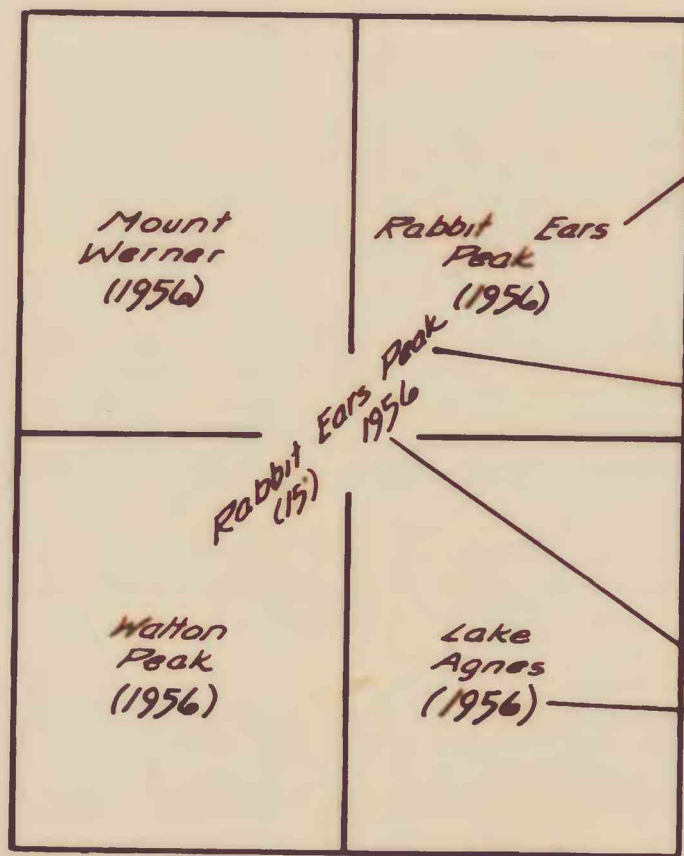 Mount
Werner
(1956)
Rabbit Ears
Peak
(1956)
Rabbit Ears Peak
(15') 1956
Walton
Peak
(1956)
Lake
Agnes
(1956)